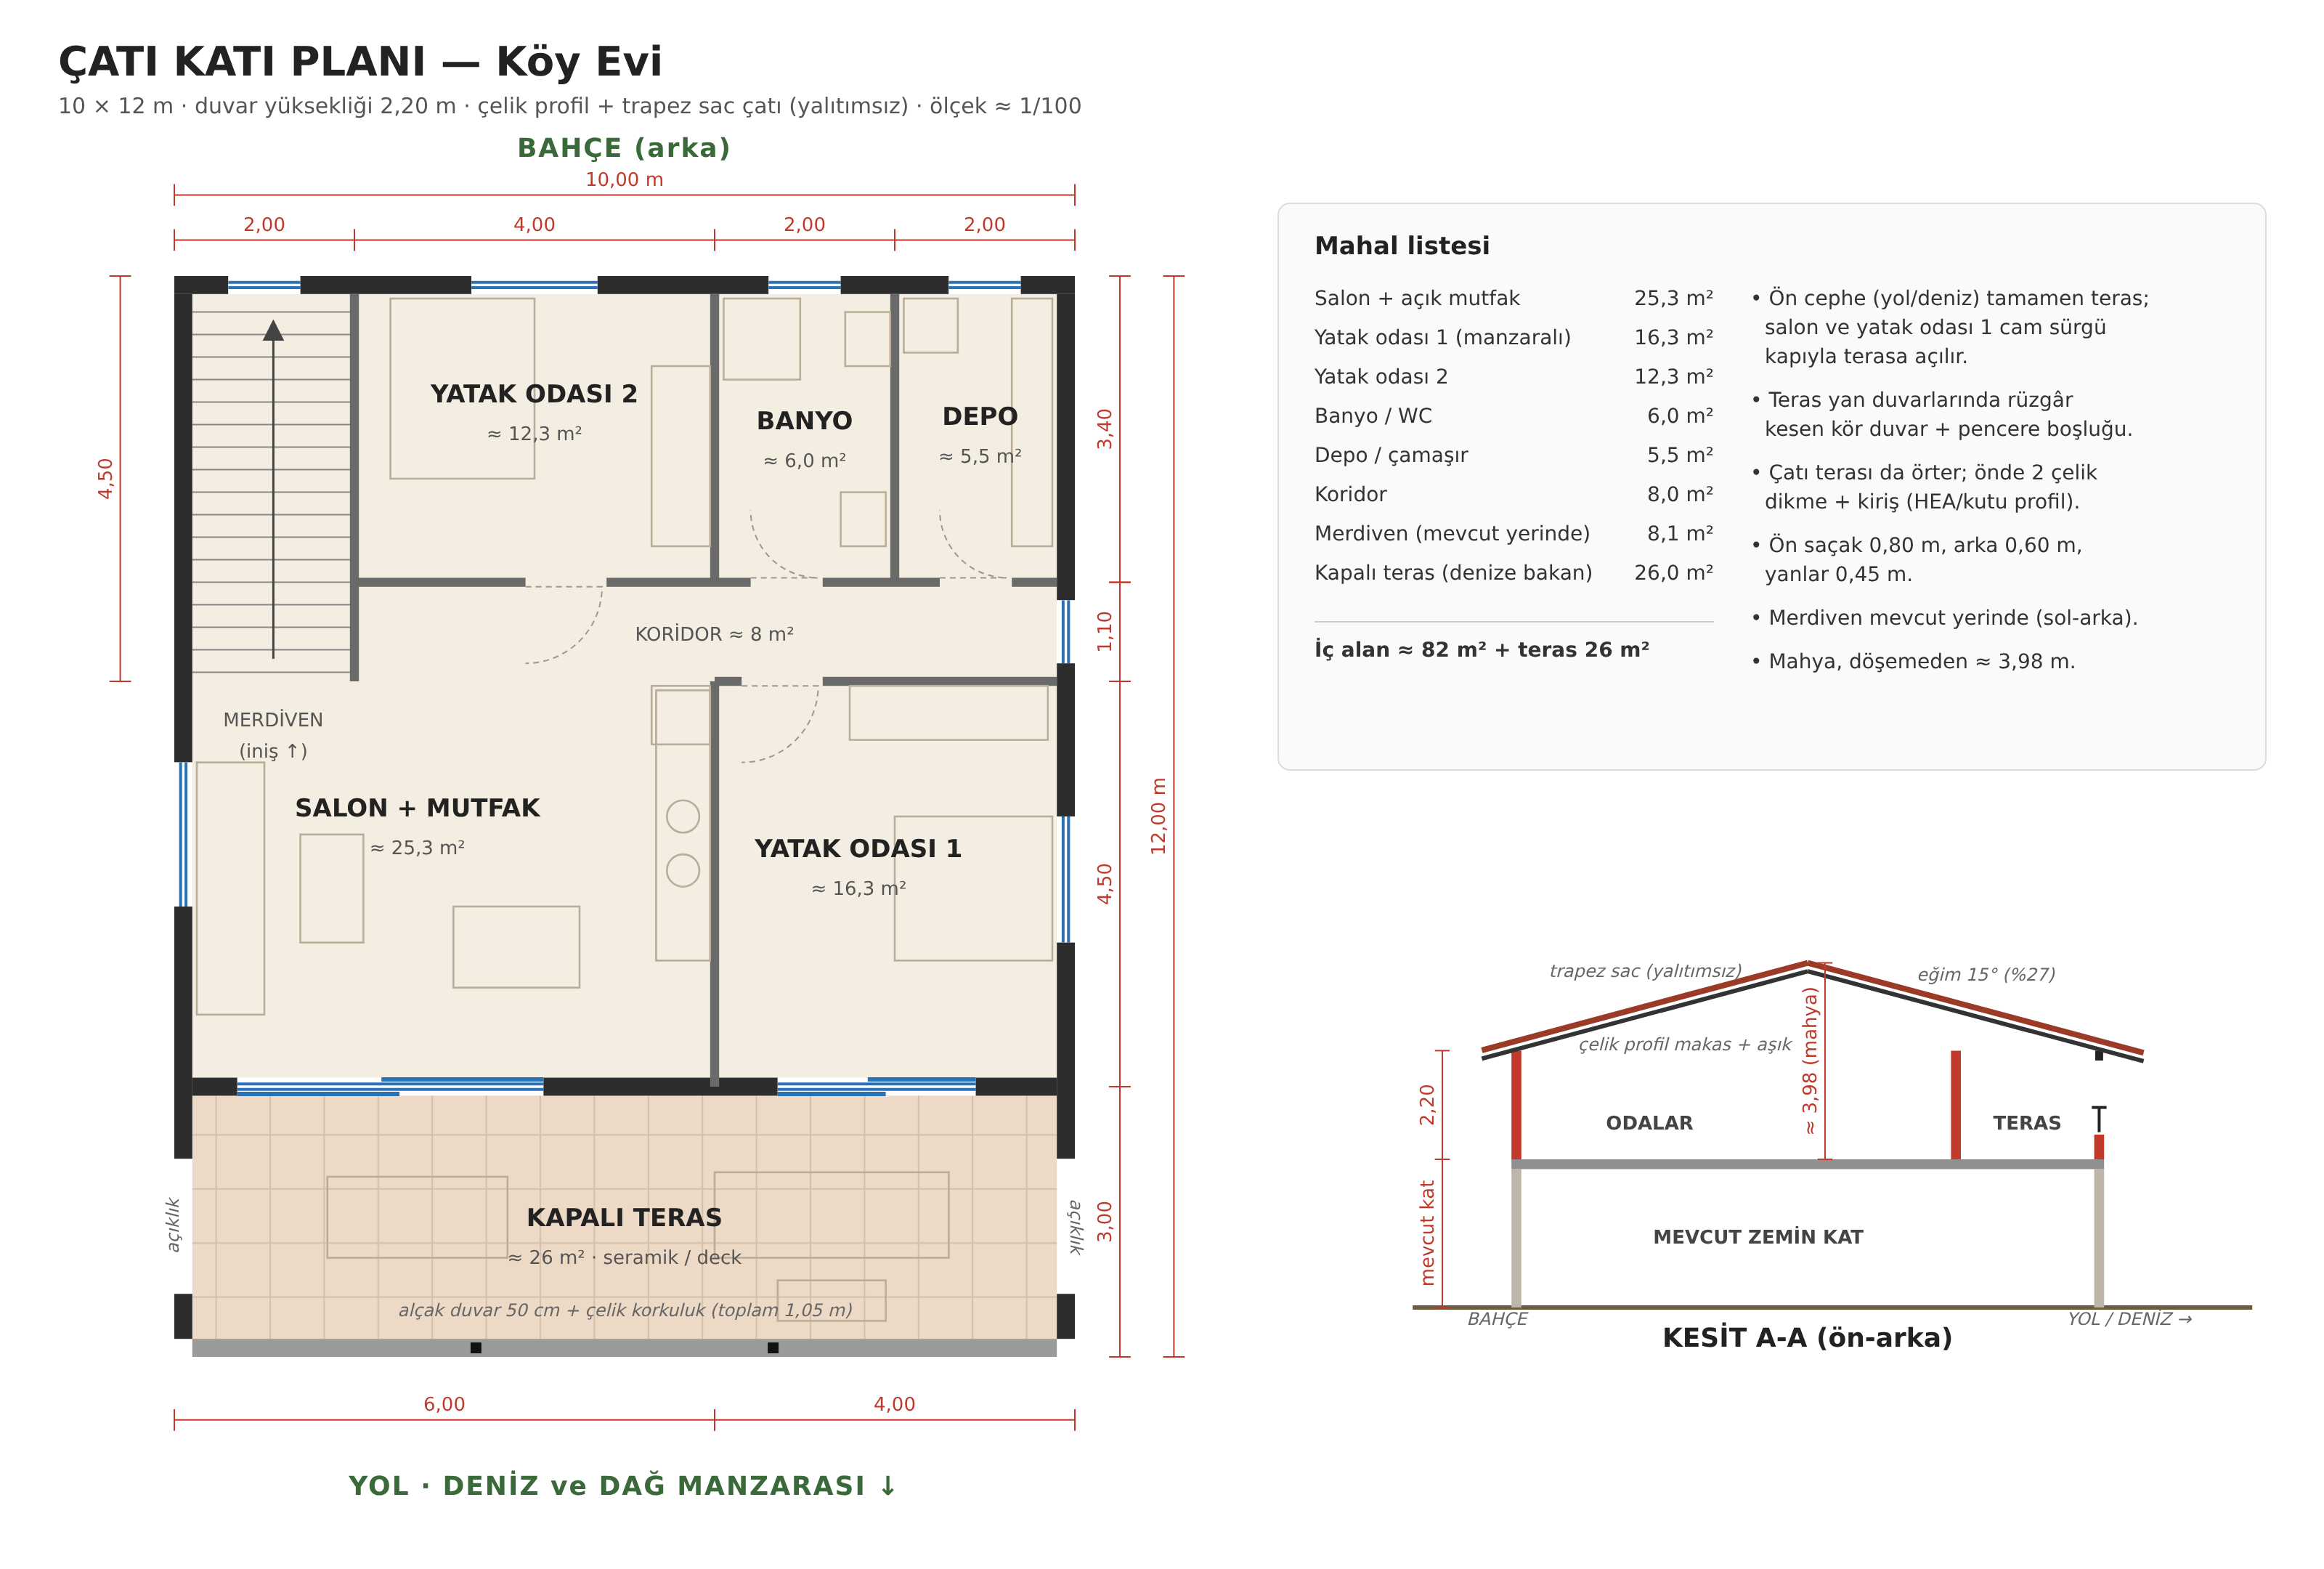 ÇATI KATI PLANI — Köy Evi
10 × 12 m · duvar yüksekliği 2,20 m · çelik profil + trapez sac çatı (yalıtımsız) · ölçek ≈ 1/100
BAHÇE (arka)
10,00 m
2,00
4,00
2,00
2,00
4,50
YATAK ODASI 2
≈ 12,3 m²
BANYO
≈ 6,0 m²
DEPO
≈ 5,5 m²
3,40
KORİDOR ≈ 8 m²
1,10
MERDİVEN
(iniş ↑)
SALON + MUTFAK
≈ 25,3 m²
YATAK ODASI 1
≈ 16,3 m²
4,50
12,00 m
açıklık
KAPALI TERAS
≈ 26 m² · seramik / deck
alçak duvar 50 cm + çelik korkuluk (toplam 1,05 m)
açıklık
3,00
6,00
4,00
YOL · DENİZ ve DAĞ MANZARASI ↓
Mahal listesi
Salon + açık mutfak 25,3 m²
Yatak odası 1 (manzaralı) 16,3 m²
Yatak odası 2 12,3 m²
Banyo / WC 6,0 m²
Depo / çamaşır 5,5 m²
Koridor 8,0 m²
Merdiven (mevcut yerinde) 8,1 m²
Kapalı teras (denize bakan) 26,0 m²
İç alan ≈ 82 m² + teras 26 m²
• Ön cephe (yol/deniz) tamamen teras;
salon ve yatak odası 1 cam sürgü
kapıyla terasa açılır.
• Teras yan duvarlarında rüzgâr
kesen kör duvar + pencere boşluğu.
• Çatı terası da örter; önde 2 çelik
dikme + kiriş (HEA/kutu profil).
• Ön saçak 0,80 m, arka 0,60 m,
yanlar 0,45 m.
• Merdiven mevcut yerinde (sol-arka).
• Mahya, döşemeden ≈ 3,98 m.
trapez sac (yalıtımsız)
eğim 15° (%27)
çelik profil makas + aşık
≈ 3,98 (mahya)
2,20
ODALAR
TERAS
mevcut kat
MEVCUT ZEMİN KAT
BAHÇE
YOL / DENİZ →
KESİT A-A (ön-arka)